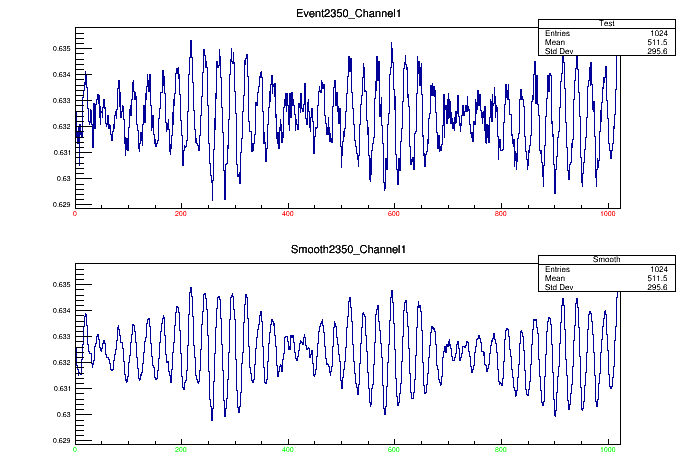 Event2350_Channel1
Test
Entries 1024
Mean 511.5
Std Dev 295.6
0.635
0.634
0.633
0.632
0.631
0.63
0.629
0 200 400 600 800 1000
Smooth2350_Channel1
Smooth
Entries 1024
Mean 511.5
Std Dev 295.6
0.635
0.634
0.633
0.632
0.631
0.63
0.629
0 200 400 600 800 1000